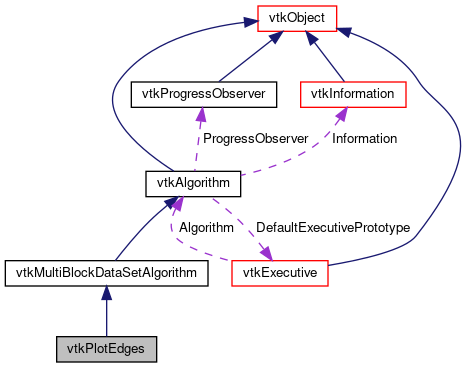 vtkObject
vtkProgressObserver
vtkInformation
ProgressObserver
Information
vtkAlgorithm
Algorithm
DefaultExecutivePrototype
vtkMultiBlockDataSetAlgorithm
vtkExecutive
vtkPlotEdges